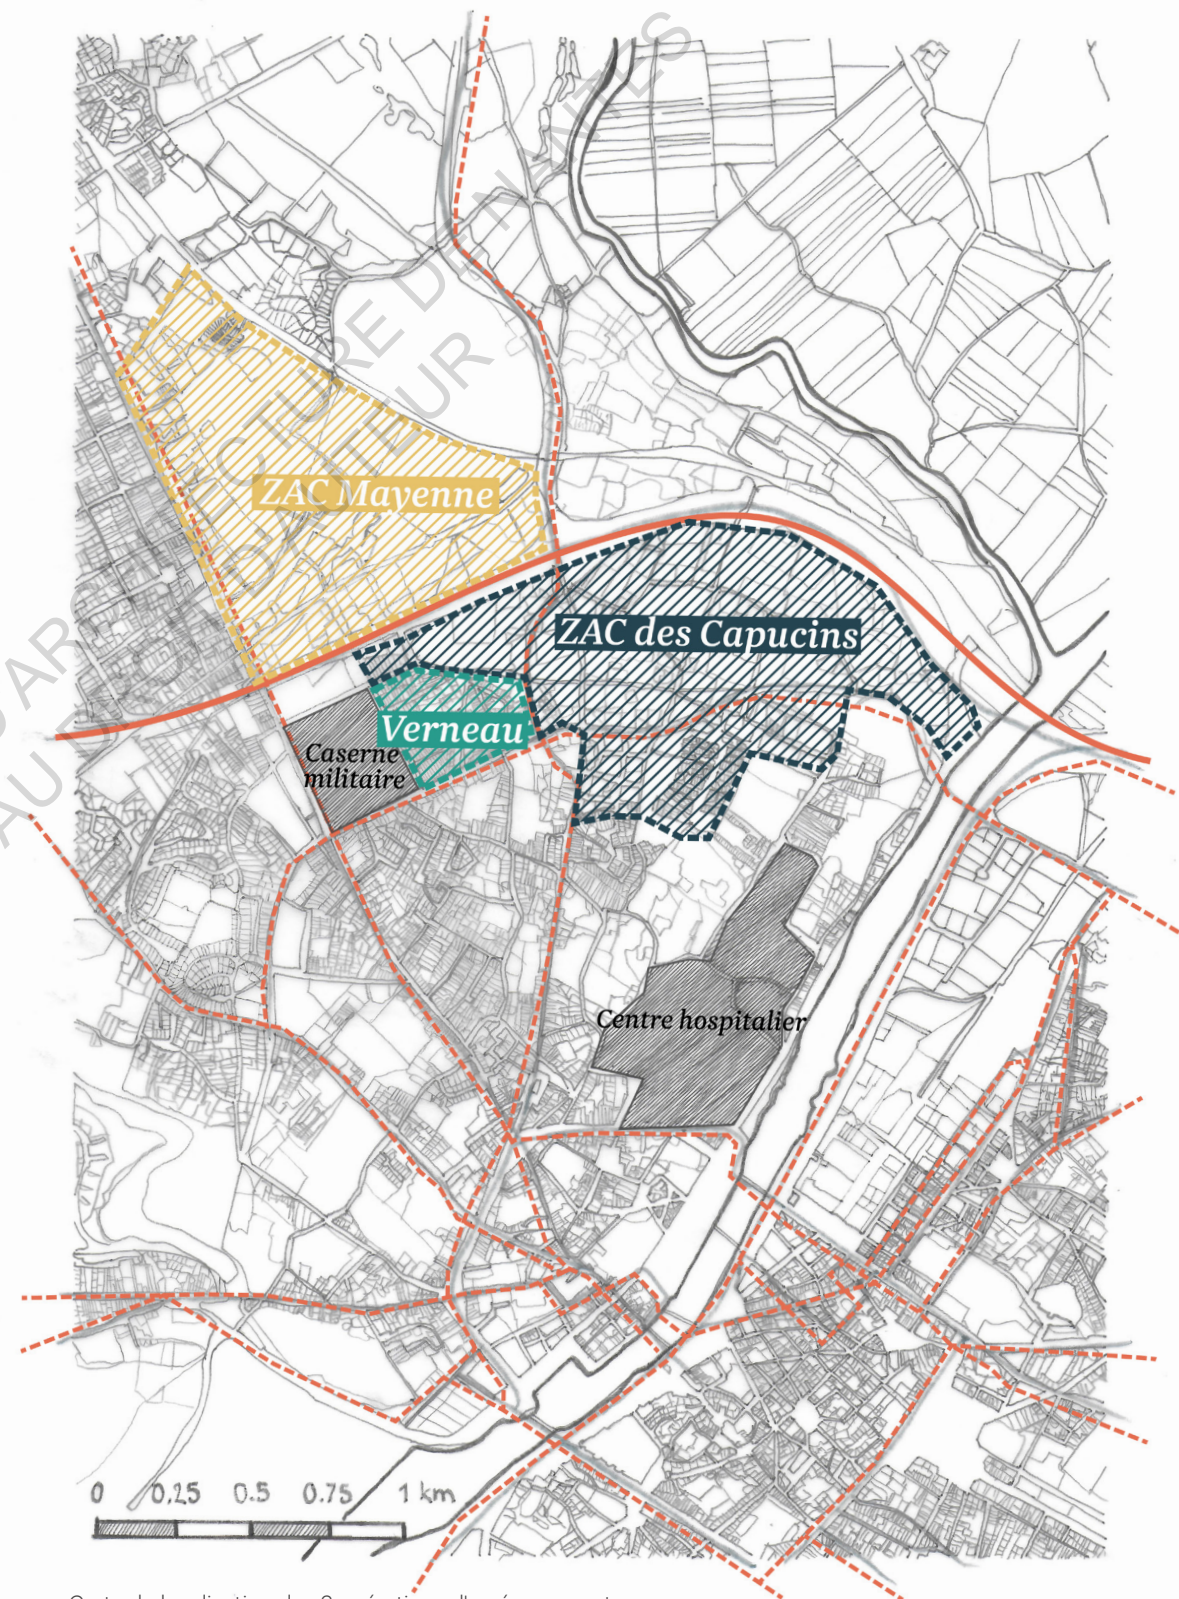 ZAC Mayenne
ZAC des Capucins
Verneau
Caserne
militaire
Centre hospitalier
0 0,25 0.5 0.75 1 km